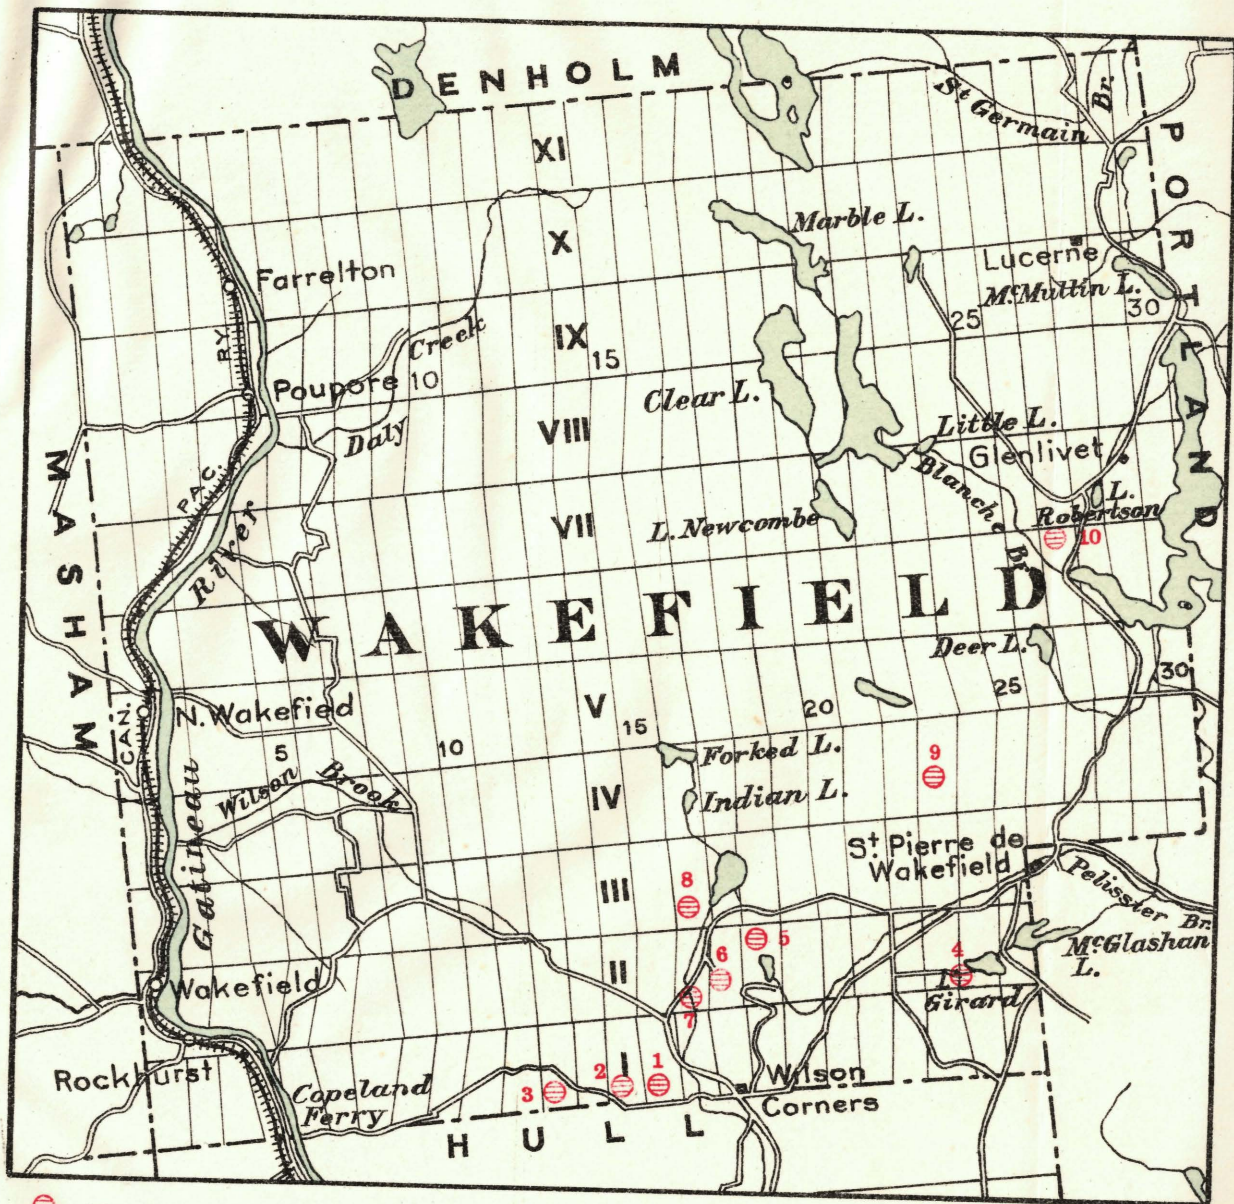 DENHOLM
St Germain Br.
PORTLAND
XI
Marble L.
X
Lucerne
McMullin L.
Farrelton
30
25
RY.
Creek
IX
15
Poupore
10
Clear L.
Daly
VIII
Little L.
Glenlivet
MASHAM
PAC.
Blanche Br.
L. Robertson
VII
L. Newcombe
10
River
WAKEFIELD
Deer L.
30
25
N. Wakefield
V
15
20
CAN.
5
10
Forked L.
9
Wilson Brook
IV
Indian L.
Gatineau
St Pierre de
Wakefield
Pelissier Br.
III
8
5
McGlashan
L.
6
4
II
L.
Girard
Wakefield
7
Rockhurst
I
1
2
3
Wilson
Corners
Copeland
Ferry
HULL